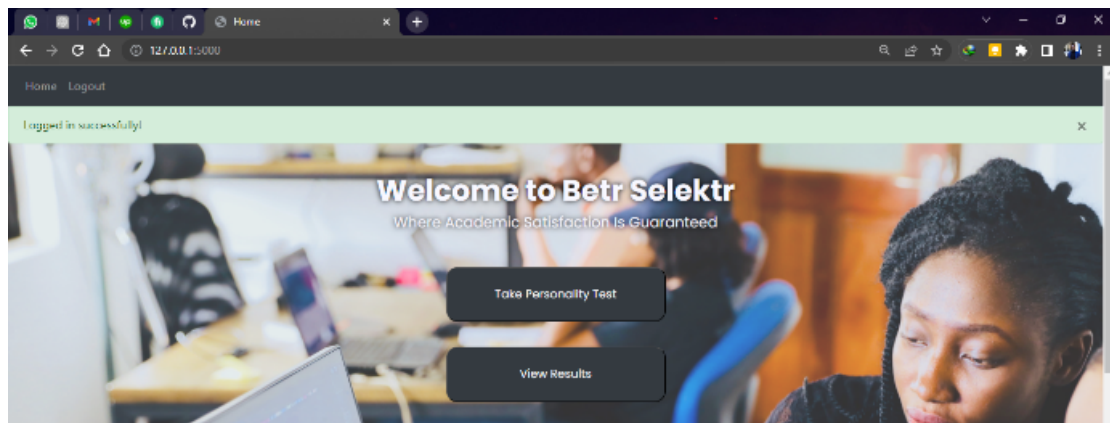 Home
127.0.0.1:5000
Home Logout
Logged in successfully!
Welcome to Betr Selektr
Where Academic Satisfaction Is Guaranteed
Take Personality Test
View Results